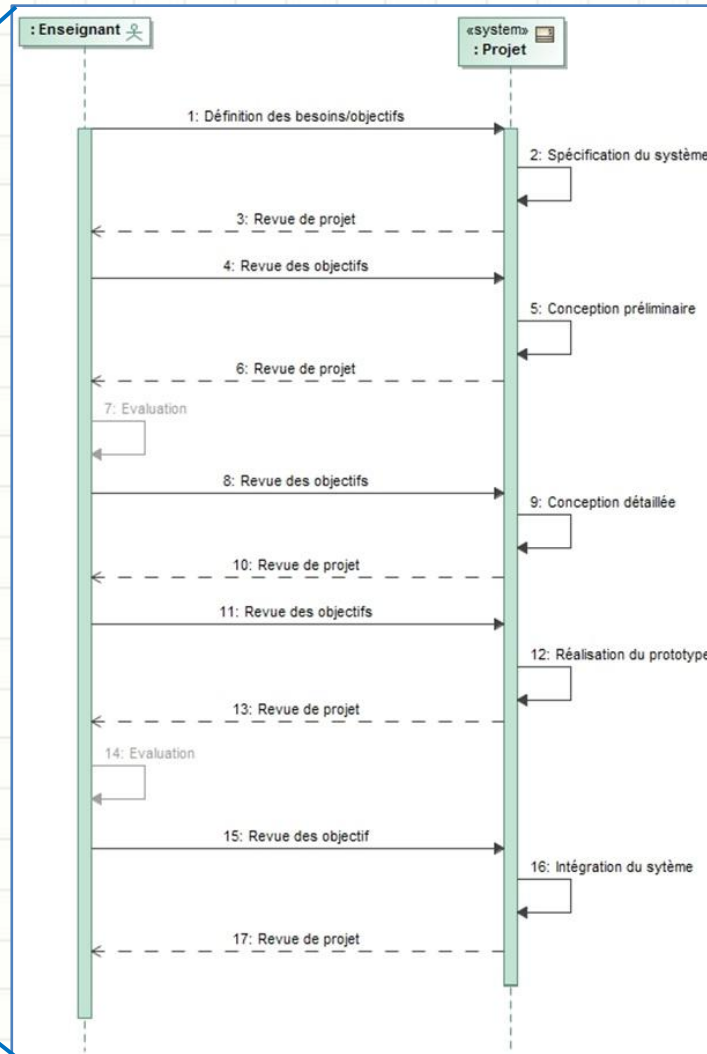 : Enseignant
«system»
: Projet
1: Définition des besoins/objectifs
2: Spécification du système
3: Revue de projet
4: Revue des objectifs
5: Conception préliminaire
6: Revue de projet
7: Evaluation
8: Revue des objectifs
9: Conception détaillée
10: Revue de projet
11: Revue des objectifs
12: Réalisation du prototype
13: Revue de projet
14: Evaluation
15: Revue des objectif
16: Intégration du sytème
17: Revue de projet